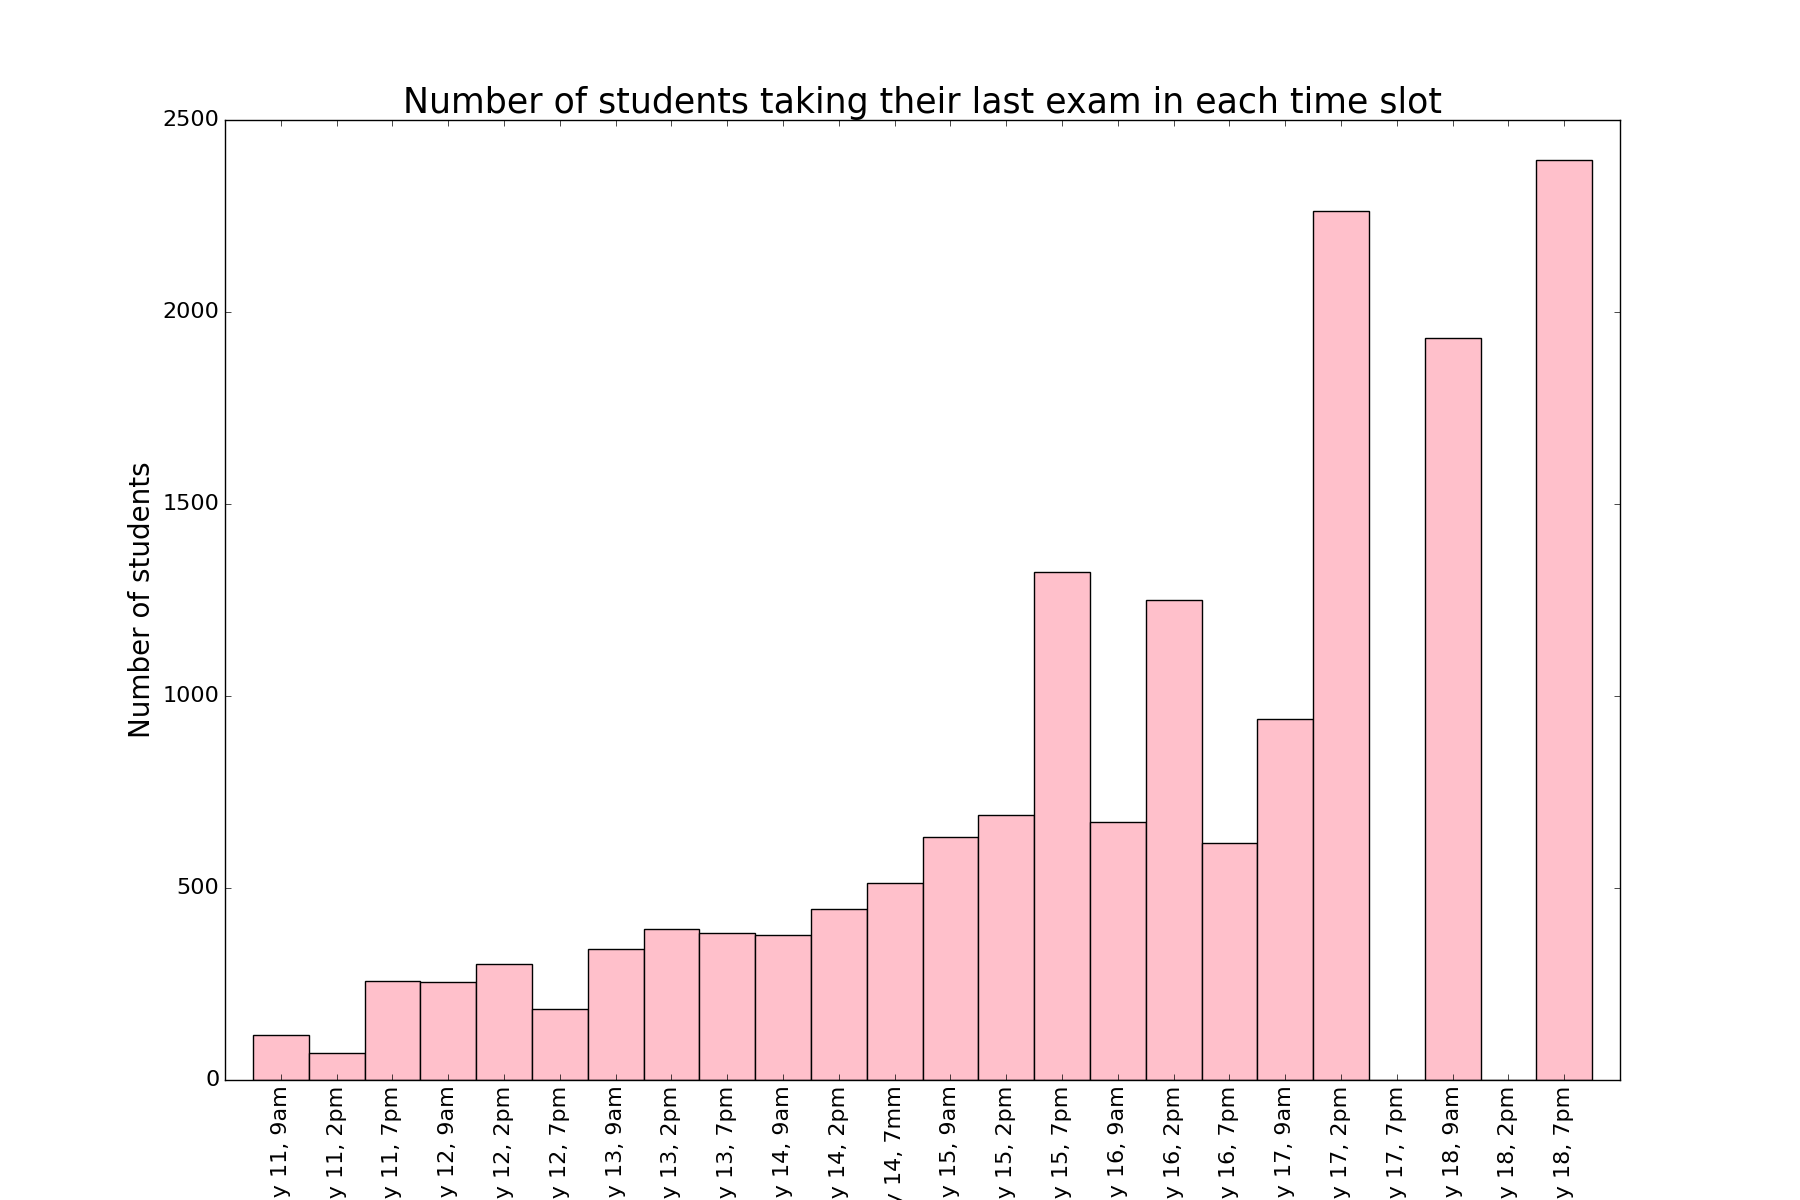 Number of students taking their last exam in each time slot
Number of students
2500
2000
1500
1000
500
0
y 11, 9am
y 11, 2pm
y 11, 7pm
y 12, 9am
y 12, 2pm
y 12, 7pm
y 13, 9am
y 13, 2pm
y 13, 7pm
y 14, 9am
y 14, 2pm
y 14, 7mm
y 15, 9am
y 15, 2pm
y 15, 7pm
y 16, 9am
y 16, 2pm
y 16, 7pm
y 17, 9am
y 17, 2pm
y 17, 7pm
y 18, 9am
y 18, 2pm
y 18, 7pm